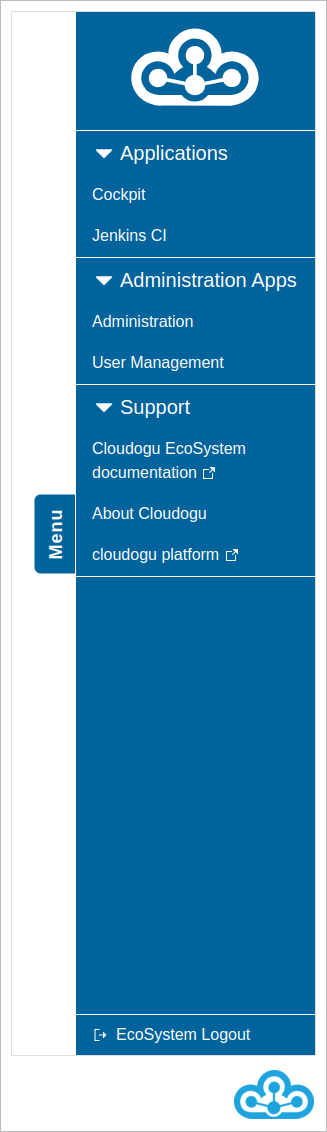 Applications
Cockpit
Jenkins CI
Administration Apps
Administration
User Management
Support
Cloudogu EcoSystem
documentation
About Cloudogu
cloudogu platform
Menu
EcoSystem Logout